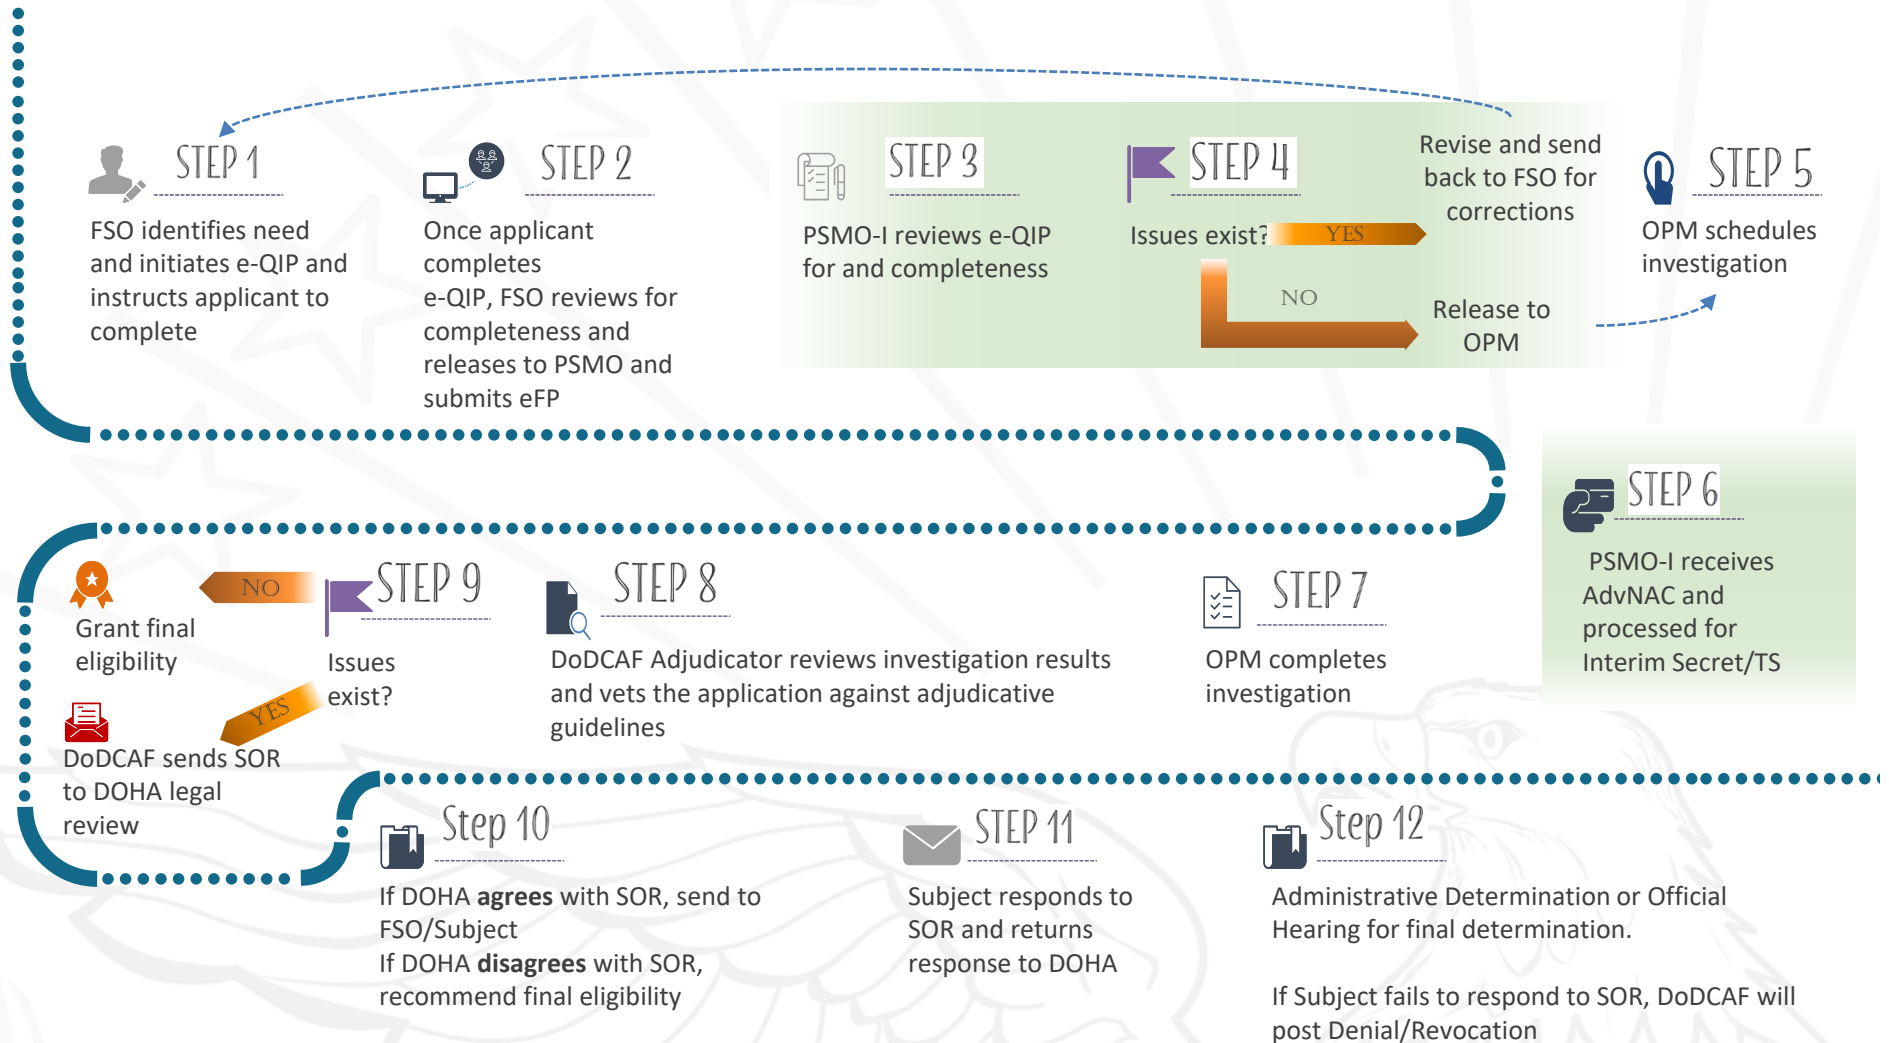 STEP 1
FSO identifies need
and initiates e-QIP and
instructs applicant to
complete
STEP 2
Once applicant
completes
e-QIP, FSO reviews for
completeness and
releases to PSMO and
submits eFP
STEP 3
PSMO-I reviews e-QIP
for and completeness
STEP 4
Issues exist?
YES
Revise and send
back to FSO for
corrections
NO
Release to
OPM
STEP 5
OPM schedules
investigation
STEP 6
PSMO-I receives
AdvNAC and
processed for
Interim Secret/TS
STEP 7
OPM completes
investigation
STEP 8
DoDCAF Adjudicator reviews investigation results
and vets the application against adjudicative
guidelines
STEP 9
Issues
exist?
NO
Grant final
eligibility
YES
DoDCAF sends SOR
to DOHA legal
review
Step 10
If DOHA agrees with SOR, send to
FSO/Subject
If DOHA disagrees with SOR,
recommend final eligibility
STEP 11
Subject responds to
SOR and returns
response to DOHA
Step 12
Administrative Determination or Official
Hearing for final determination.
If Subject fails to respond to SOR, DoDCAF will
post Denial/Revocation